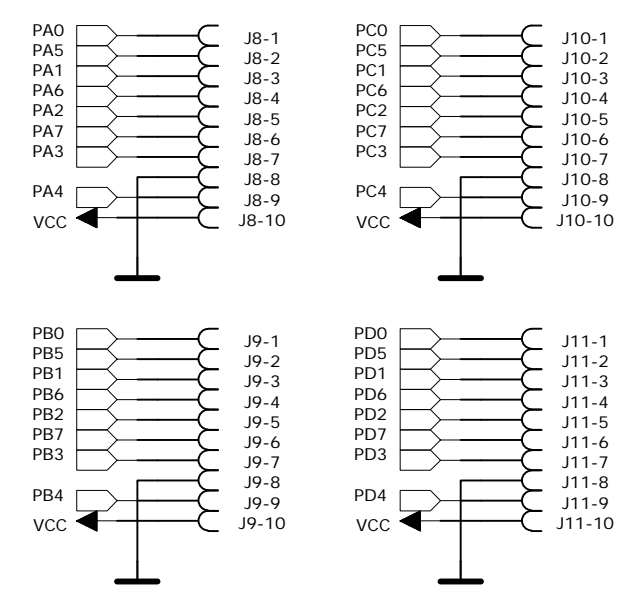 PA0 J8-1
PA5 J8-2
PA1 J8-3
PA6 J8-4
PA2 J8-5
PA7 J8-6
PA3 J8-7
J8-8
PA4 J8-9
VCC J8-10
PC0 J10-1
PC5 J10-2
PC1 J10-3
PC6 J10-4
PC2 J10-5
PC7 J10-6
PC3 J10-7
J10-8
PC4 J10-9
VCC J10-10
PB0 J9-1
PB5 J9-2
PB1 J9-3
PB6 J9-4
PB2 J9-5
PB7 J9-6
PB3 J9-7
J9-8
PB4 J9-9
VCC J9-10
PD0 J11-1
PD5 J11-2
PD1 J11-3
PD6 J11-4
PD2 J11-5
PD7 J11-6
PD3 J11-7
J11-8
PD4 J11-9
VCC J11-10